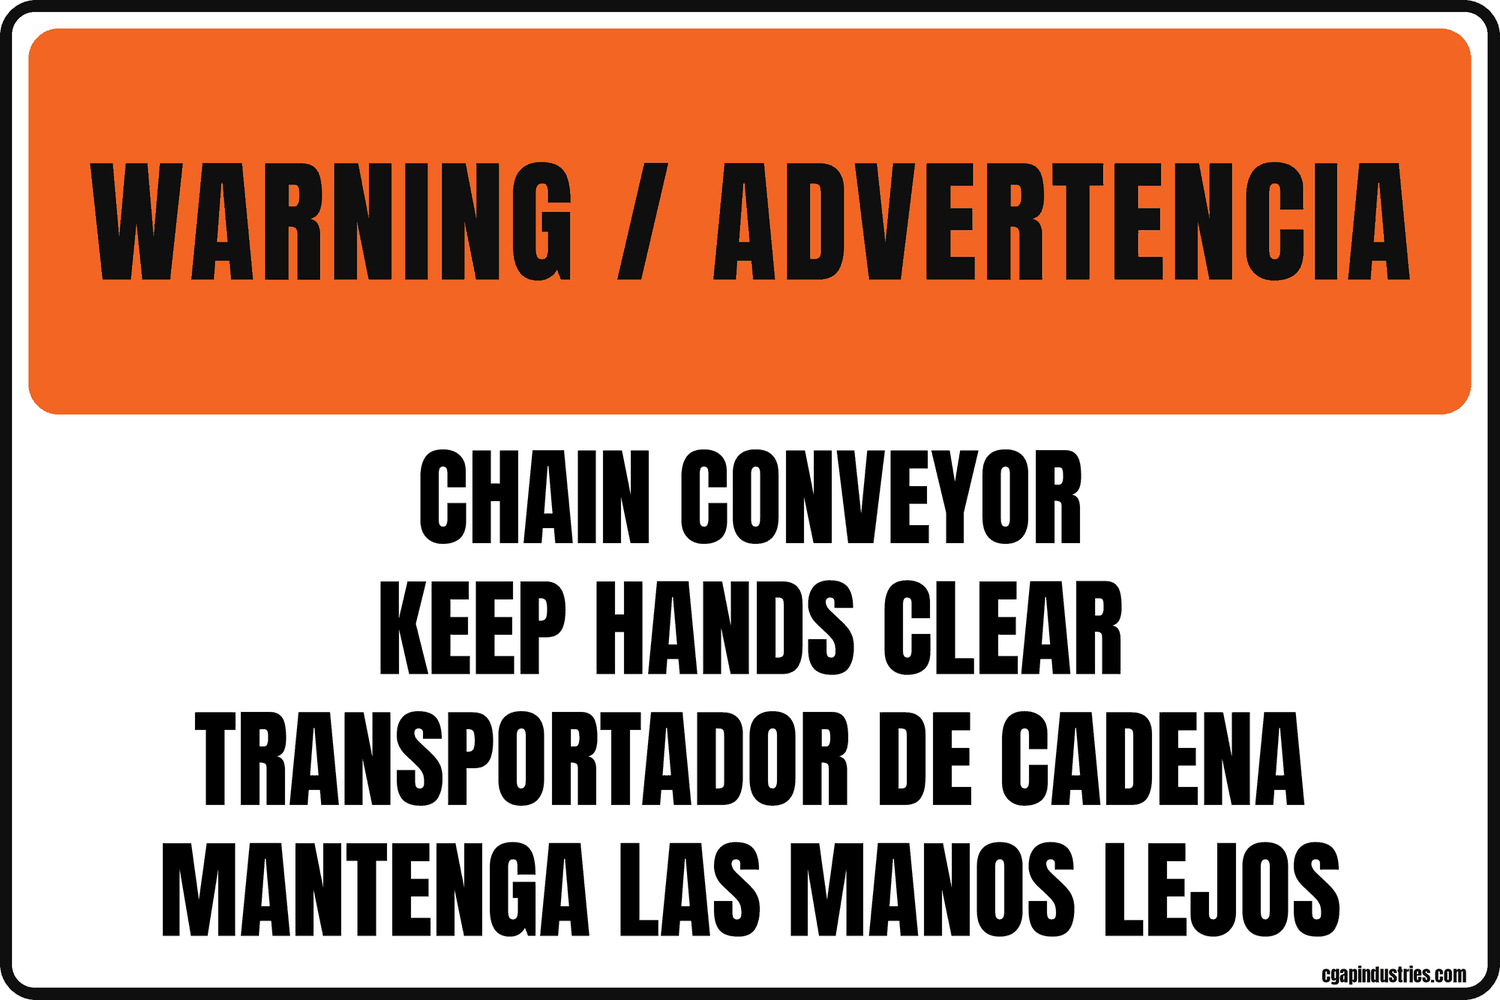 WARNING / ADVERTENCIA
CHAIN CONVEYOR
KEEP HANDS CLEAR
TRANSPORTADOR DE CADENA
MANTENGA LAS MANOS LEJOS
cgapindustries.com